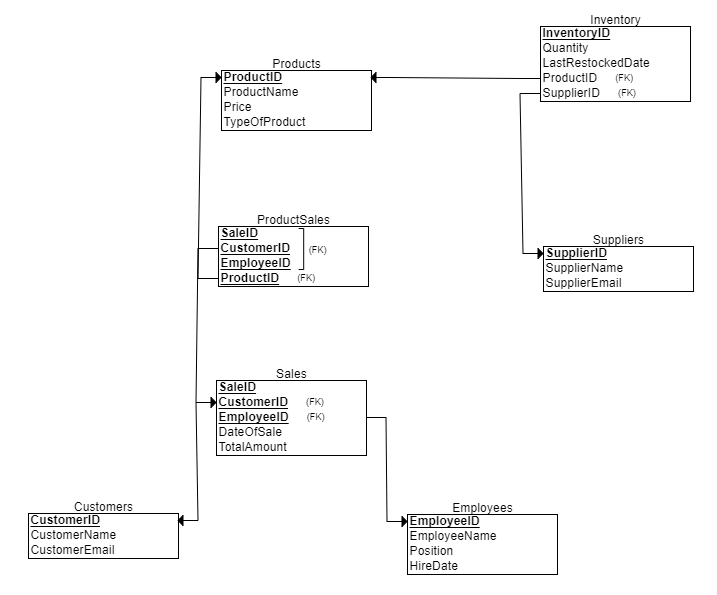 Inventory
InventoryID
Quantity
LastRestockedDate
ProductID (FK)
SupplierID (FK)
Products
ProductID
ProductName
Price
TypeOfProduct
ProductSales
SaleID
CustomerID
(FK)
EmployeeID
ProductID (FK)
Suppliers
SupplierID
SupplierName
SupplierEmail
Sales
SaleID
CustomerID (FK)
EmployeeID (FK)
DateOfSale
TotalAmount
Customers
CustomerID
CustomerName
CustomerEmail
Employees
EmployeeID
EmployeeName
Position
HireDate